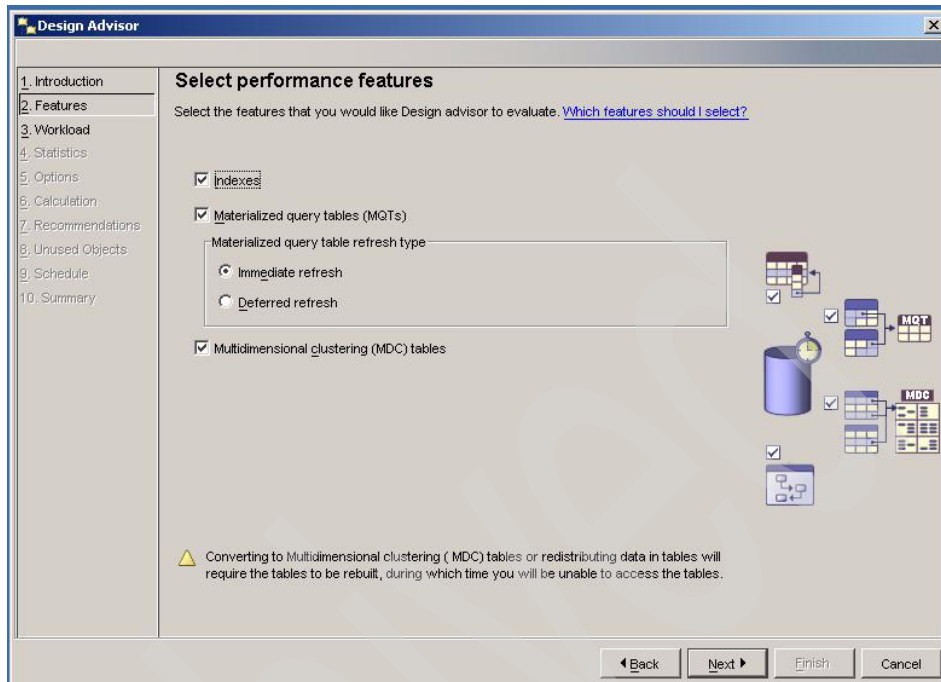 Design Advisor
1. Introduction
2. Features
3. Workload
4. Statistics
5. Options
6. Calculation
7. Recommendations
8. Unused Objects
9. Schedule
10. Summary
Select performance features
Select the features that you would like Design advisor to evaluate. Which features should I select?
Indexes
Materialized query tables (MQTs)
Materialized query table refresh type
Immediate refresh
Deferred refresh
Multidimensional clustering (MDC) tables
MQT
MDC
Converting to Multidimensional clustering ( MDC) tables or redistributing data in tables will
require the tables to be rebuilt, during which time you will be unable to access the tables.
Back
Next
Finish
Cancel